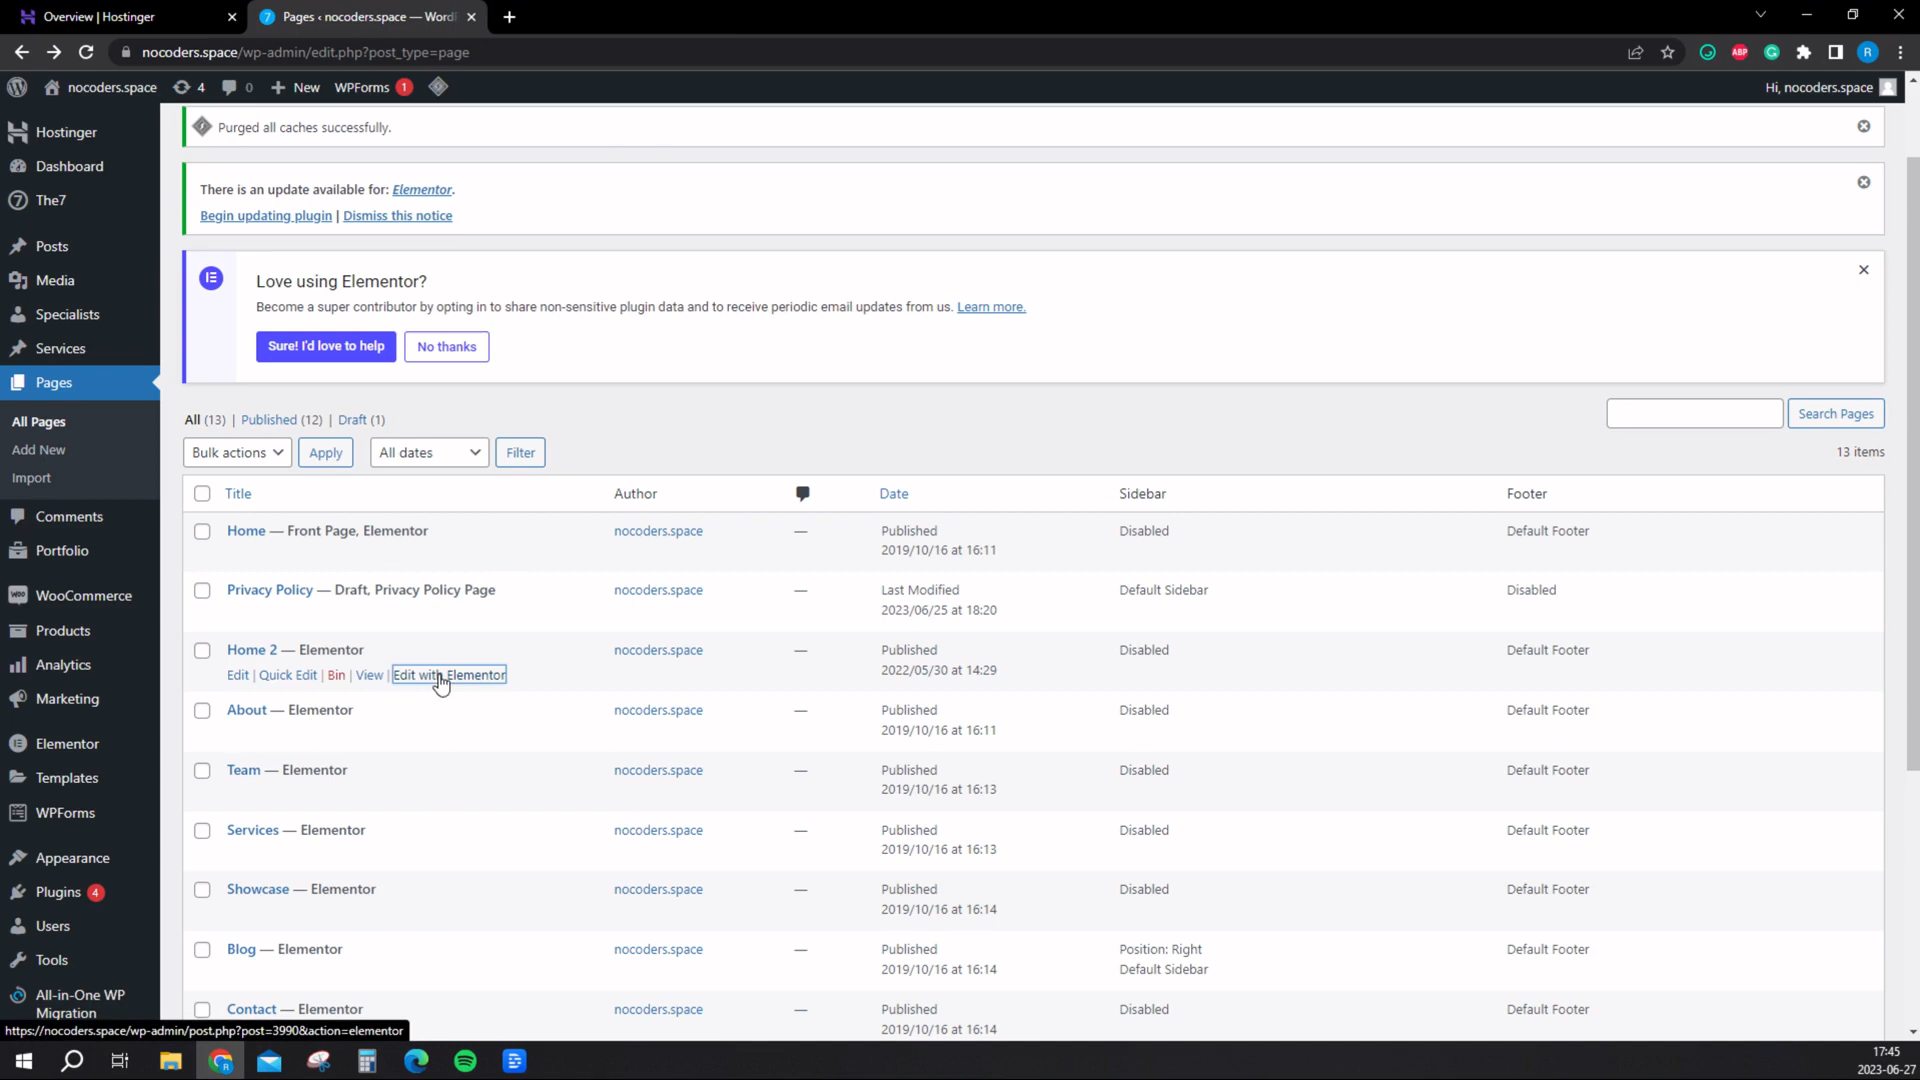 Overview | Hostinger
Pages ‹ nocoders.space — WordP
nocoders.space/wp-admin/edit.php?post_type=page
ABP
R
nocoders.space 4 0 New WPForms 1
Hi, nocoders.space
Hostinger
Dashboard
The7
Posts
Media
Specialists
Services
Pages
All Pages
Add New
Import
Comments
Portfolio
WooCommerce
Products
Analytics
Marketing
Elementor
Templates
WPForms
Appearance
Plugins 4
Users
Tools
All-in-One WP
Migration
Purged all caches successfully.
There is an update available for: Elementor.
Begin updating plugin | Dismiss this notice
Love using Elementor?
Become a super contributor by opting in to share non-sensitive plugin data and to receive periodic email updates from us. Learn more.
Sure! I'd love to help No thanks
All (13) | Published (12) | Draft (1)
Search Pages
Bulk actions Apply All dates Filter
13 items
Title Author Date Sidebar Footer
Home — Front Page, Elementor nocoders.space — Published Disabled Default Footer
2019/10/16 at 16:11
Privacy Policy — Draft, Privacy Policy Page nocoders.space — Last Modified Default Sidebar Disabled
2023/06/25 at 18:20
Home 2 — Elementor nocoders.space — Published Disabled Default Footer
Edit | Quick Edit | Bin | View | Edit with Elementor 2022/05/30 at 14:29
About — Elementor nocoders.space — Published Disabled Default Footer
2019/10/16 at 16:11
Team — Elementor nocoders.space — Published Disabled Default Footer
2019/10/16 at 16:13
Services — Elementor nocoders.space — Published Disabled Default Footer
2019/10/16 at 16:13
Showcase — Elementor nocoders.space — Published Disabled Default Footer
2019/10/16 at 16:14
Blog — Elementor nocoders.space — Published Position: Right Default Footer
2019/10/16 at 16:14 Default Sidebar
Contact — Elementor nocoders.space — Published Disabled Default Footer
2019/10/16 at 16:14
https://nocoders.space/wp-admin/post.php?post=3990&action=elementor
17:45
2023-06-27